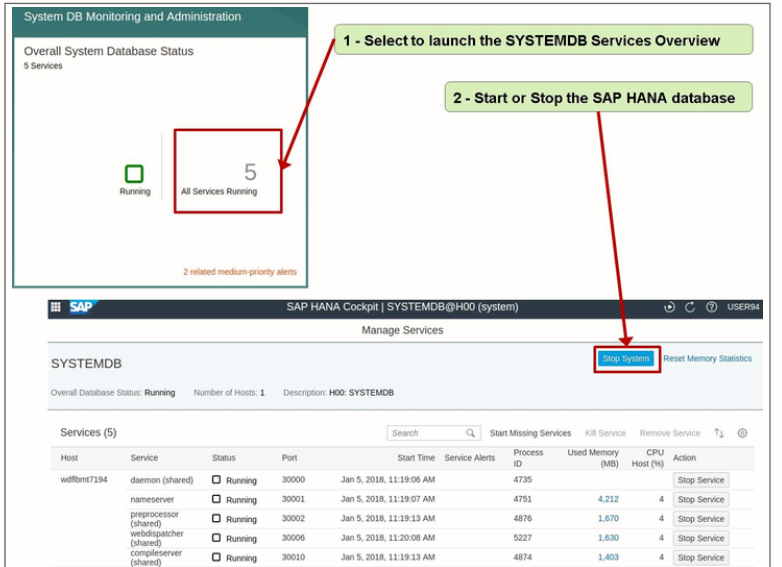 System DB Monitoring and Administration
Overall System Database Status
5 Services
Running
5
All Services Running
2 related medium-priority alerts
1 - Select to launch the SYSTEMDB Services Overview
2 - Start or Stop the SAP HANA database
SAP
SAP HANA Cockpit | SYSTEMDB@H00 (system)
USER94
Manage Services
SYSTEMDB
Stop System
Reset Memory Statistics
Overall Database Status: Running Number of Hosts: 1 Description: H00: SYSTEMDB
Services (5)
Search
Start Missing Services Kill Service Remove Service
Host Service Status Port Start Time Service Alerts Process ID Used Memory (MB) CPU Host (%) Action
wdflbmt7194 daemon (shared) Running 30000 Jan 5, 2018, 11:19:06 AM 4735 Stop Service
nameserver Running 30001 Jan 5, 2018, 11:19:07 AM 4751 4,212 4 Stop Service
preprocessor (shared) Running 30002 Jan 5, 2018, 11:19:13 AM 4876 1,670 4 Stop Service
webdispatcher (shared) Running 30006 Jan 5, 2018, 11:20:08 AM 5227 1,630 4 Stop Service
compileserver (shared) Running 30010 Jan 5, 2018, 11:19:13 AM 4874 1,403 4 Stop Service